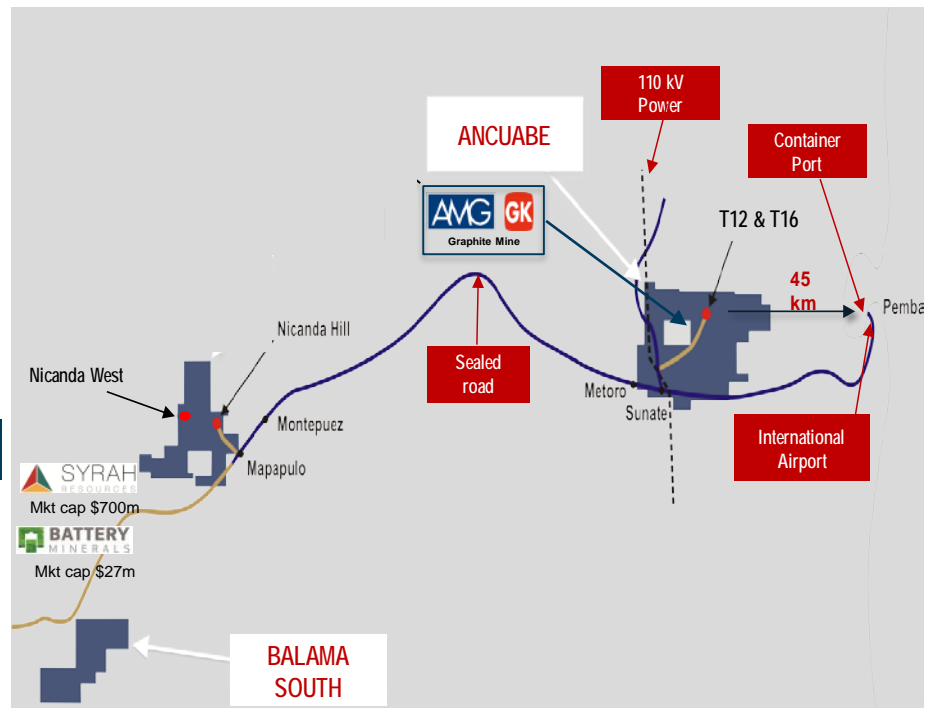 110 kV
Power
ANCUABE
Container
Port
AMG GK
Graphite Mine
T12 & T16
45
km
Pemba
Nicanda Hill
Sealed
road
Nicanda West
Metoro
Sunate
Montepuez
International
Airport
Mapapulo
SYRAH
RESOURCES
Mkt cap $700m
BATTERY
MINERALS
Mkt cap $27m
BALAMA
SOUTH